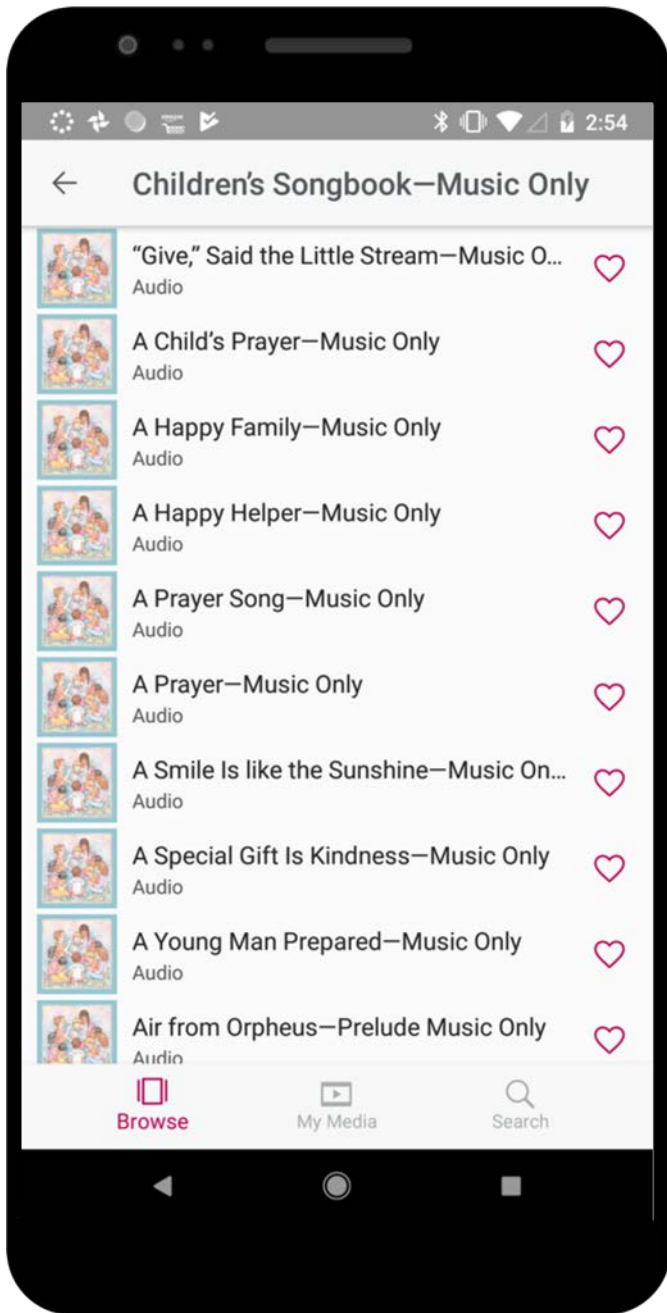 2:54
Children's Songbook—Music Only
“Give,” Said the Little Stream—Music O...
Audio
A Child's Prayer—Music Only
Audio
A Happy Family—Music Only
Audio
A Happy Helper—Music Only
Audio
A Prayer Song—Music Only
Audio
A Prayer—Music Only
Audio
A Smile Is like the Sunshine—Music On...
Audio
A Special Gift Is Kindness—Music Only
Audio
A Young Man Prepared—Music Only
Audio
Air from Orpheus—Prelude Music Only
Audio
Browse
My Media
Search